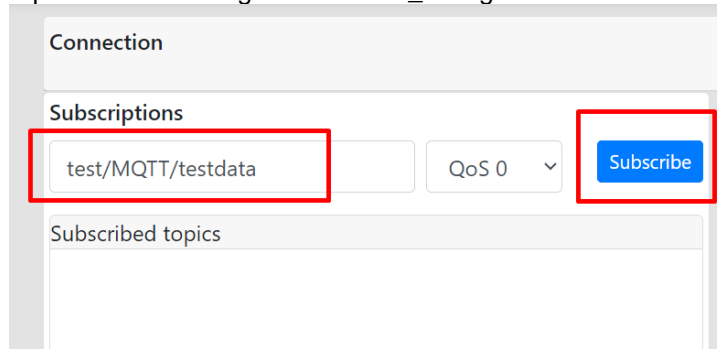 Connection
Subscriptions
test/MQTT/testdata
QoS 0
Subscribe
Subscribed topics